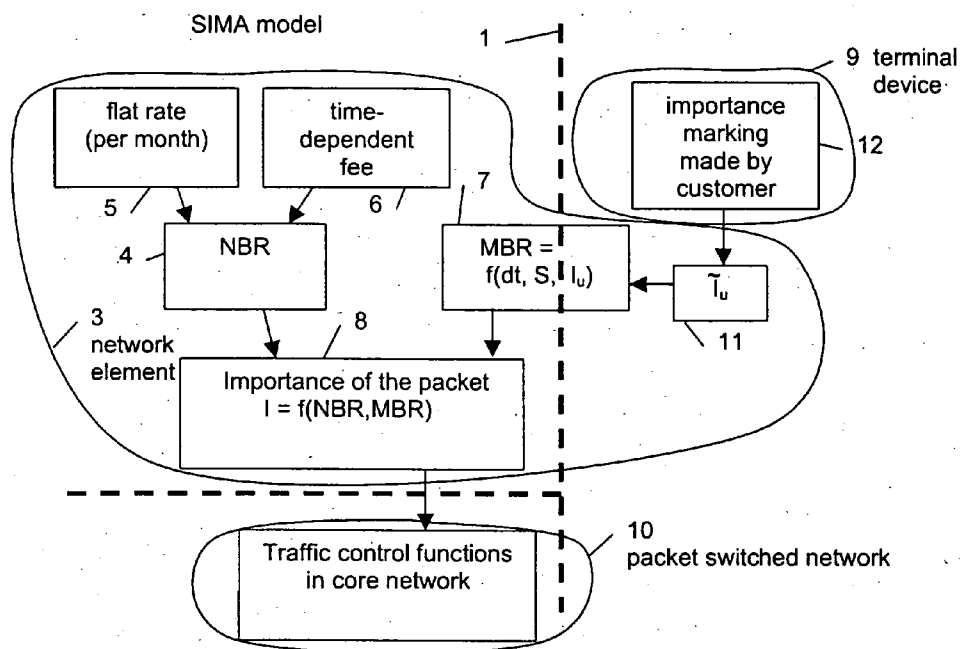 SIMA model
1
9 terminal
device
flat rate
(per month)
time-
dependent
fee
importance
marking
made by
customer
12
5
6
7
4
NBR
MBR =
f(dt, S, I_u)
Ĩ_u
11
3
network
element
8
Importance of the packet
I = f(NBR,MBR)
10
packet switched network
Traffic control functions
in core network